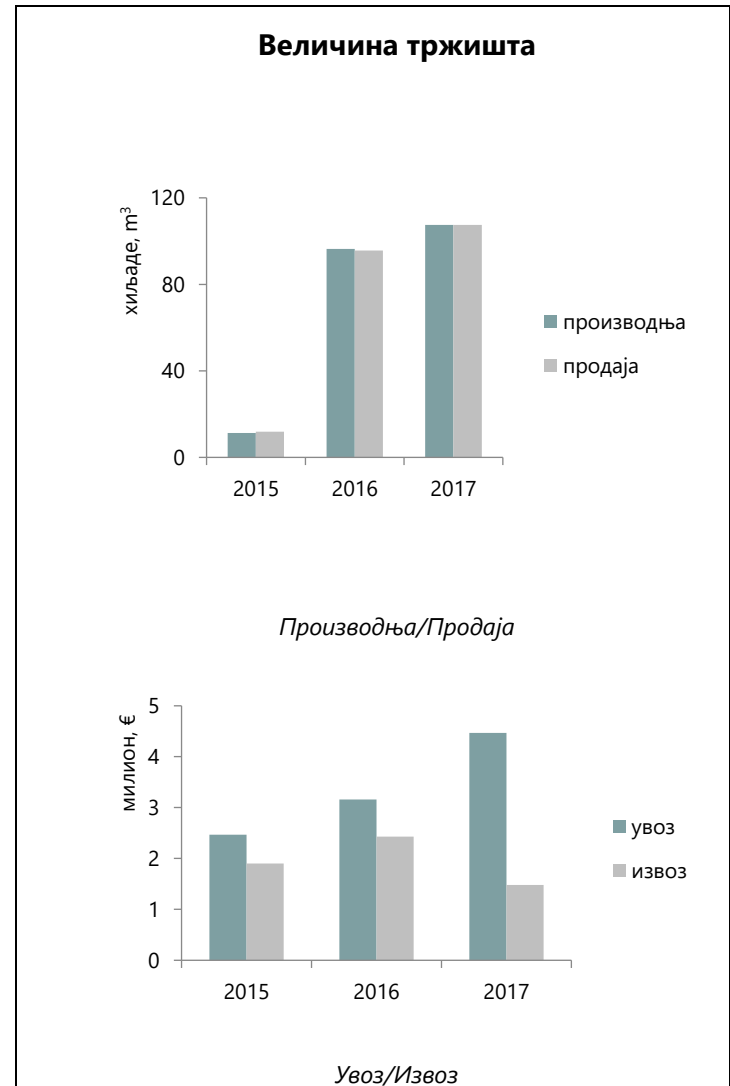 Величина тржишта
хиљаде, m³
120
80
40
0
2015 2016 2017
производња
продаја
Производња/Продаја
милион, €
5
4
3
2
1
0
2015 2016 2017
увоз
извоз
Увоз/Извоз